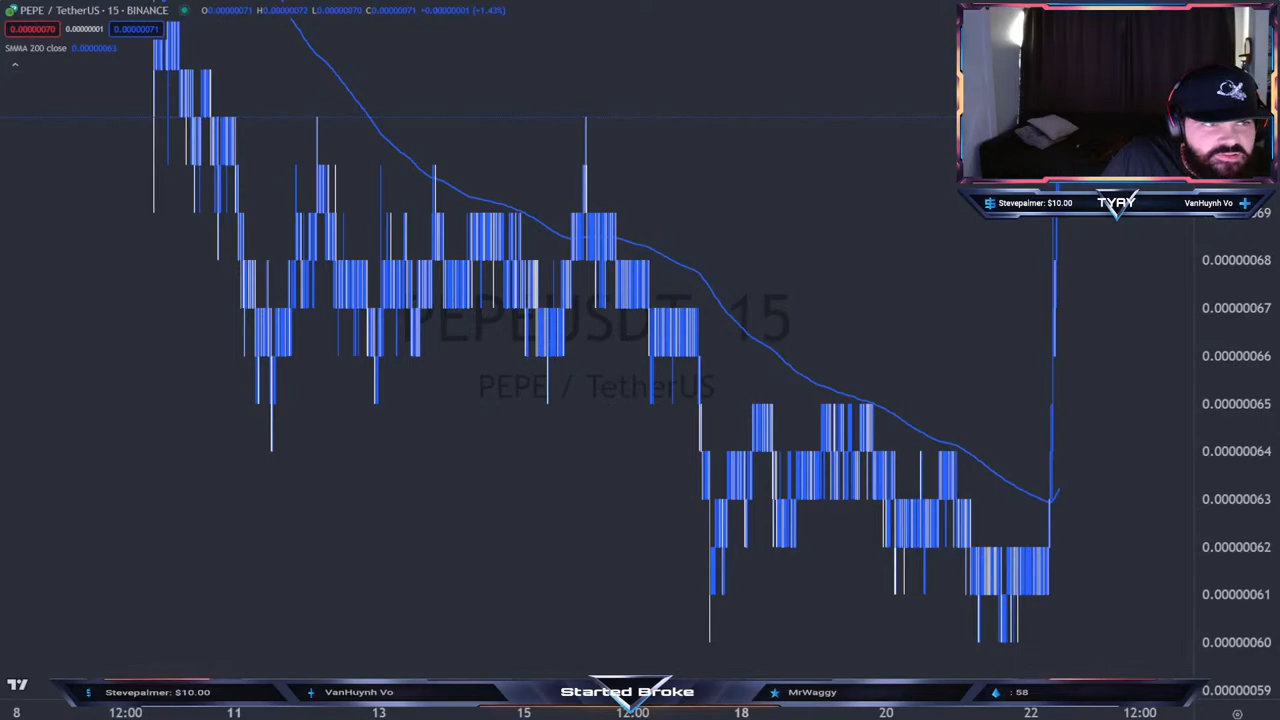 PEPE / TetherUS · 15 · BINANCE O0.00000071 H0.00000072 L0.00000070 C0.00000071 +0.00000001 (+1.43%)
0.00000070 0.00000001 0.00000071
SMMA 200 close 0.00000063
Stevepalmer: $10.00 TYAY VanHuynh Vo
69
0.00000068
0.00000067
0.00000066
0.00000065
0.00000064
0.00000063
0.00000062
0.00000061
0.00000060
0.00000059
PEPEUSDT 15
PEPE / TetherUS
Stevepalmer: $10.00 VanHuynh Vo Started Broke MrWaggy : 58
8 12:00 11 13 15 12:00 18 20 22 12:00